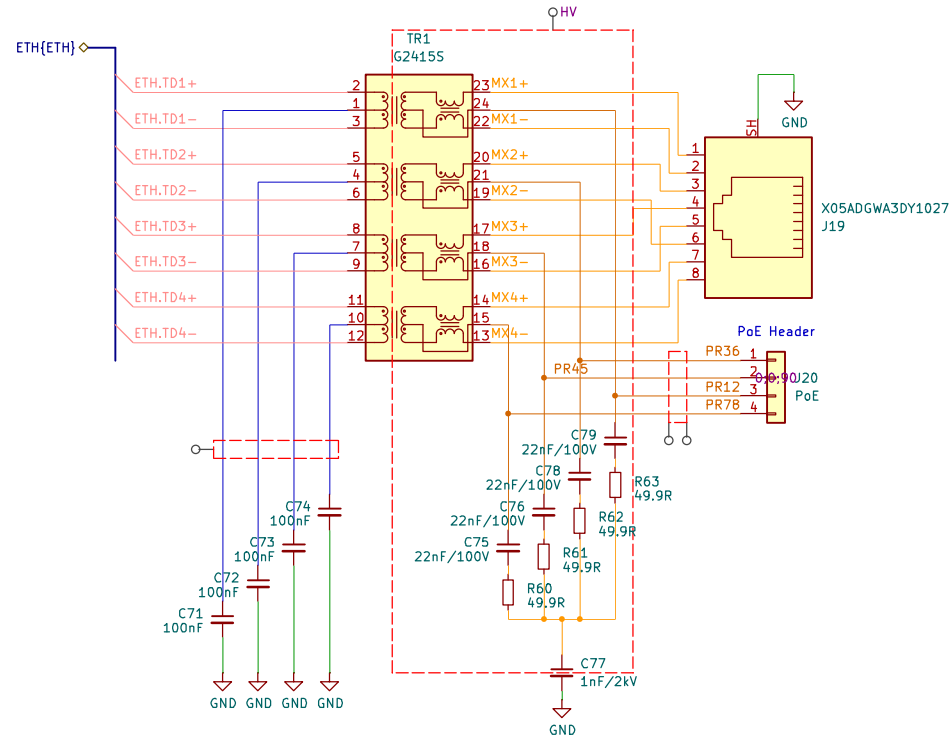 HV
TR1
G2415S
ETH{ETH}
ETH.TD1+
ETH.TD1-
ETH.TD2+
ETH.TD2-
ETH.TD3+
ETH.TD3-
ETH.TD4+
ETH.TD4-
2
1
3
5
4
6
8
7
9
11
10
12
23
24
22
20
21
19
17
18
16
14
15
13
MX1+
MX1-
MX2+
MX2-
MX3+
MX3-
MX4+
MX4-
SH
GND
1
2
3
4
5
6
7
8
X05ADGWA3DY1027
J19
PoE Header
PR36
PR45
PR12
PR78
1
2
3
4
0;0;90
J20
PoE
C79
22nF/100V
C78
22nF/100V
C76
22nF/100V
C75
22nF/100V
R63
49.9R
R62
49.9R
R61
49.9R
R60
49.9R
C74
100nF
C73
100nF
C72
100nF
C71
100nF
C77
1nF/2kV
GND
GND
GND
GND
GND